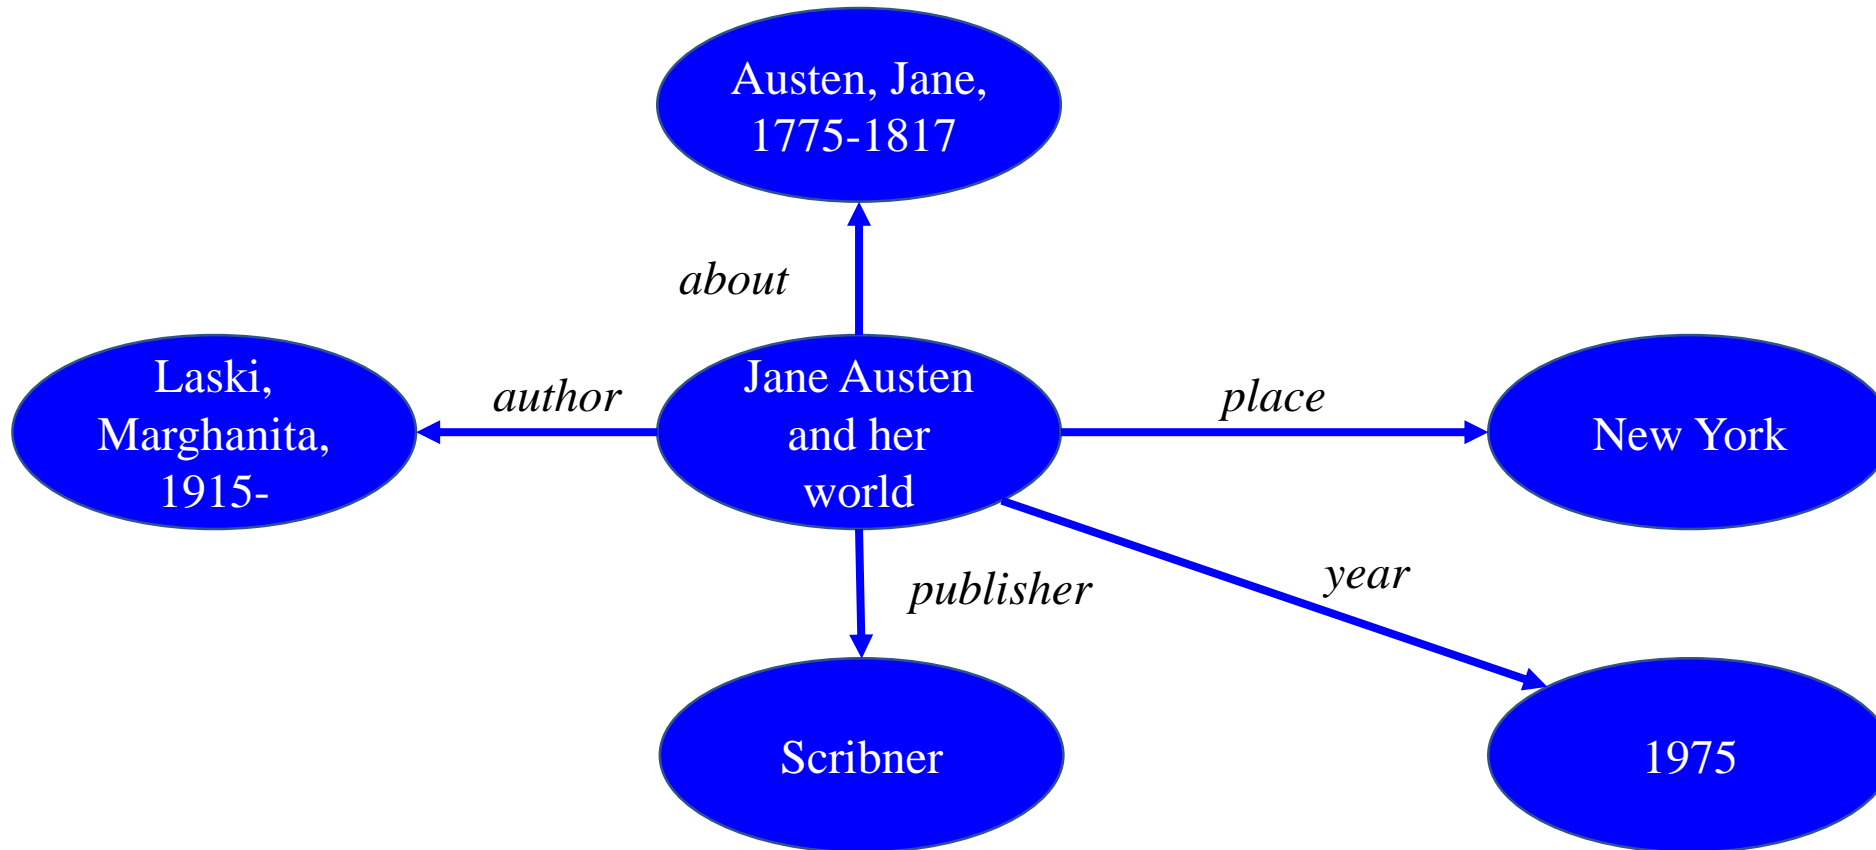 Austen, Jane,
1775-1817
about
Laski,
Marghanita,
1915-
author
Jane Austen
and her
world
place
New York
publisher
year
Scribner
1975